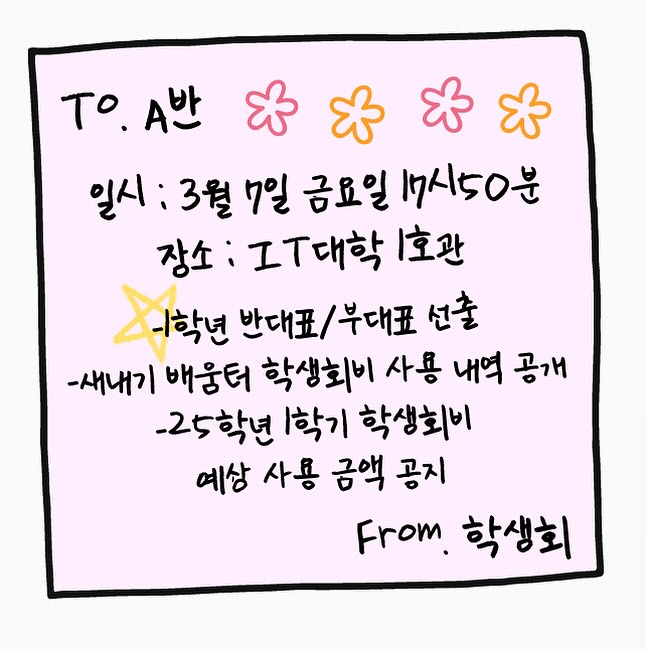 TO. A반
일시 : 3월 7일 금요일 17시50분
장소 : IT대학 1호관
-1학년 반대표/부대표 선출
-새내기 배움터 학생회비 사용 내역 공개
-25학년 1학기 학생회비
예상 사용 금액 공지
From. 학생회